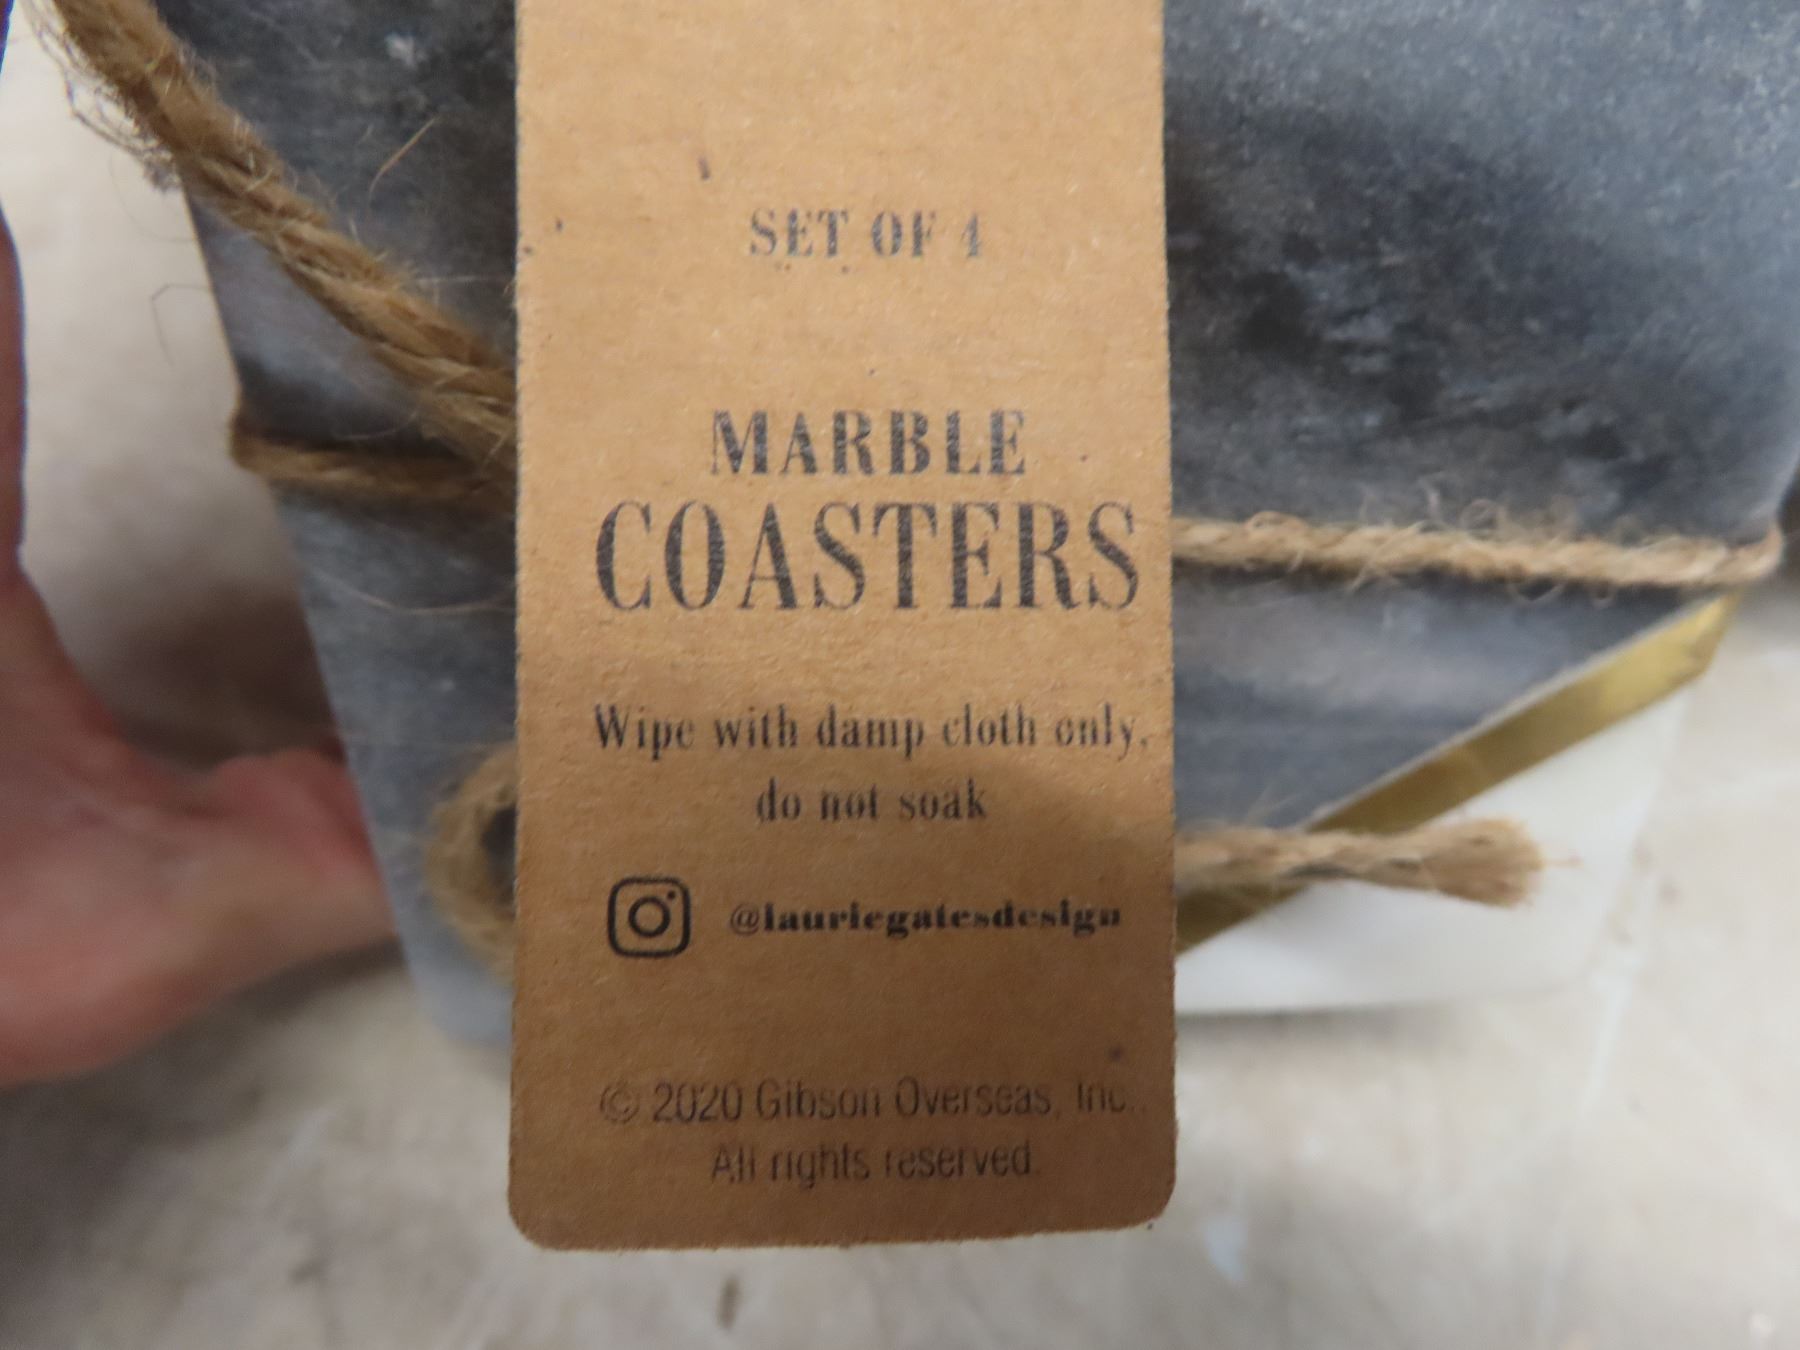 SET OF 4
MARBLE
COASTERS
Wipe with damp cloth only,
do not soak
@lauriegatesdesign
© 2020 Gibson Overseas, Inc.,
All rights reserved.